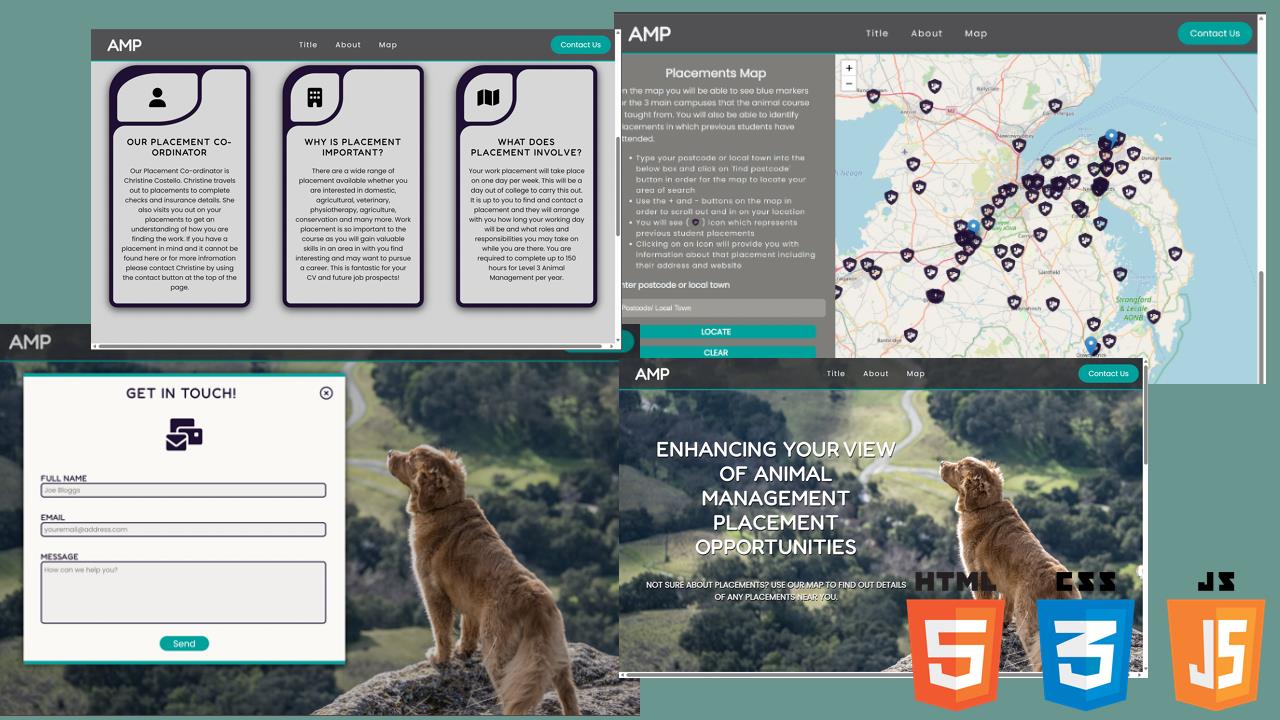 AMP
Title About Map
Contact Us
OUR PLACEMENT CO-
ORDINATOR
Our Placement Co-ordinator is
Christine Costello. Christine travels
out to placements to complete
checks and insurance details. She
also visits you out on your
placements to get an
understanding of how you are
finding the work. If you have a
placement in mind and it cannot be
found here or for more infromation
please contact Christine by using
the contact button at the top of the
page.
WHY IS PLACEMENT
IMPORTANT?
There are a wide range of
placement available whether you
are interested in domestic,
agricultural, veterinary,
physiotherapy, agriculture,
conservation and many more. Work
placement is so important to the
course as you will gain valuable
skills in an area in with you find
interesting and may want to pursue
a career. This is fantastic for your
CV and future job prospects!
WHAT DOES
PLACEMENT INVOLVE?
Your work placement will take place
on one day per week. This will be a
day out of college to carry this out.
It is up to you to find and contact a
placement and they will arrange
with you how long your working day
will be and what roles and
responsibilities you may take on
while you are there. You are
required to complete up to 150
hours for Level 3 Animal
Management per year.
AMP
Title About Map
Contact Us
Placements Map
n the map you will be able to see blue markers
or the 3 main campuses that the animal course
taught from. You will also be able to identify
lacements in which previous students have
ttended.
• Type your postcode or local town into the
below box and click on 'find postcode'
button in order for the map to locate your
area of search
• Use the + and - buttons on the map in
order to scroll out and in on your location
• You will see ( ) icon which represents
previous student placements
• Clicking on an icon will provide you with
information about that placement including
their address and website
nter postcode or local town
Postcode/ Local Town
LOCATE
CLEAR
+
−
Ballyclare
Antrim
M2
Newtownabbey
Donaghadee
Saintfield
Strangford
& Lecale
AONB
Banbridge
AMP
GET IN TOUCH!
FULL NAME
Joe Bloggs
EMAIL
youremail@address.com
MESSAGE
How can we help you?
Send
AMP
Title About Map
Contact Us
ENHANCING YOUR VIEW
OF ANIMAL
MANAGEMENT
PLACEMENT
OPPORTUNITIES
NOT SURE ABOUT PLACEMENTS? USE OUR MAP TO FIND OUT DETAILS
OF ANY PLACEMENTS NEAR YOU.
HTML
5
CSS
3
JS
JS